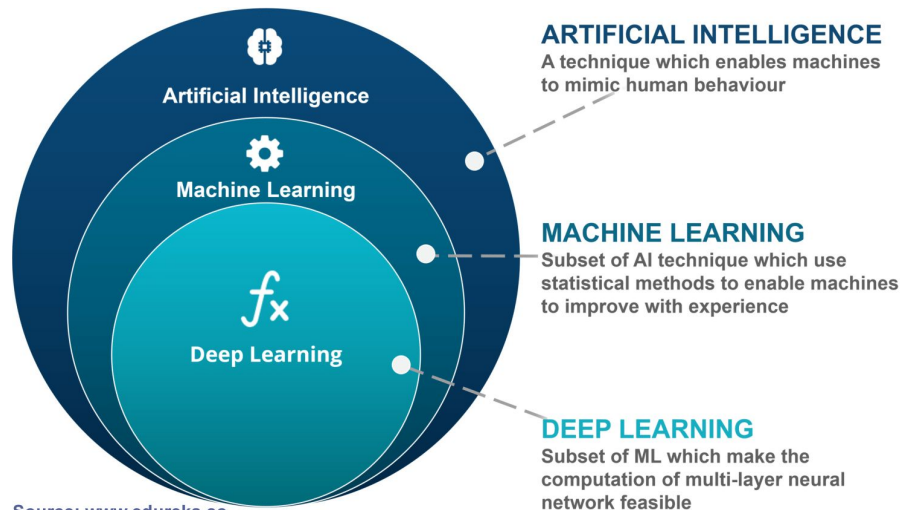 Artificial Intelligence
Machine Learning
fx
Deep Learning
ARTIFICIAL INTELLIGENCE
A technique which enables machines
to mimic human behaviour
MACHINE LEARNING
Subset of AI technique which use
statistical methods to enable machines
to improve with experience
DEEP LEARNING
Subset of ML which make the
computation of multi-layer neural
network feasible